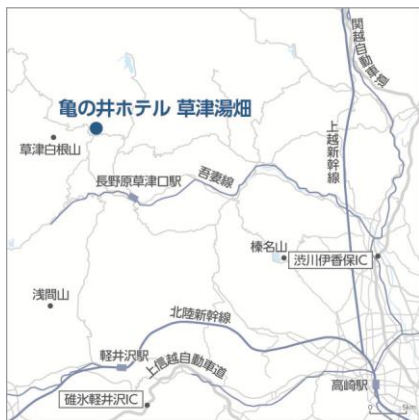 関越自動車道
亀の井ホテル 草津湯畑
上越新幹線
草津白根山
長野原草津口駅
吾妻線
榛名山
渋川伊香保IC
浅間山
北陸新幹線
軽井沢駅
上信越自動車道
高崎駅
碓氷軽井沢IC